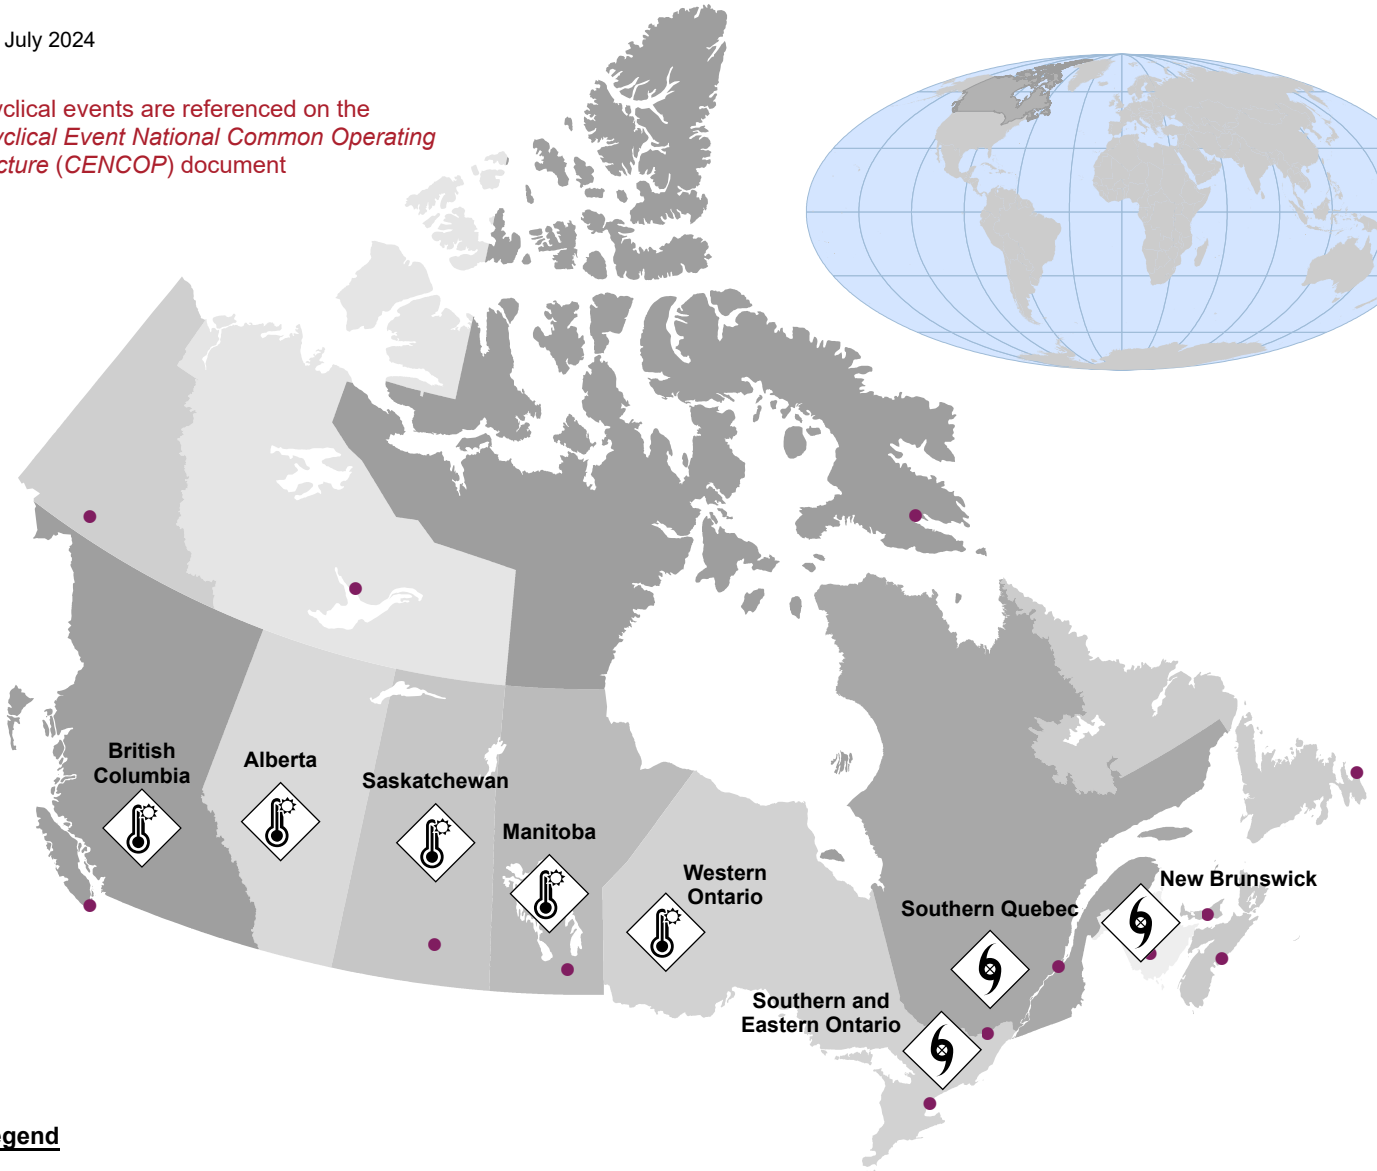 July 2024
yclical events are referenced on the
yclical Event National Common Operating
cture (CENCOP) document
British
Columbia
Alberta
Saskatchewan
Manitoba
Western
Ontario
Southern Quebec
New Brunswick
Southern and
Eastern Ontario
egend